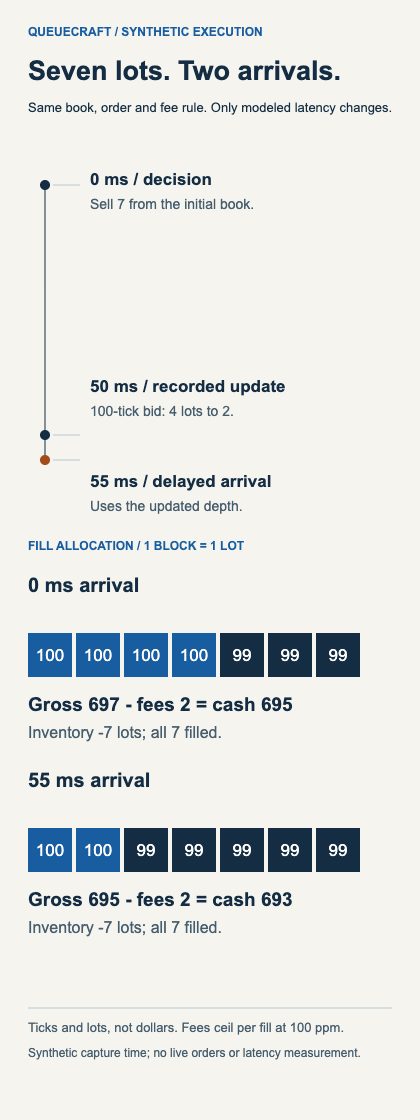 QUEUECRAFT / SYNTHETIC EXECUTION
Seven lots. Two arrivals.
Same book, order and fee rule. Only modeled latency changes.
0 ms / decision
Sell 7 from the initial book.
50 ms / recorded update
100-tick bid: 4 lots to 2.
55 ms / delayed arrival
Uses the updated depth.
FILL ALLOCATION / 1 BLOCK = 1 LOT
0 ms arrival
100 100 100 100 99 99 99
Gross 697 - fees 2 = cash 695
Inventory -7 lots; all 7 filled.
55 ms arrival
100 100 99 99 99 99 99
Gross 695 - fees 2 = cash 693
Inventory -7 lots; all 7 filled.
Ticks and lots, not dollars. Fees ceil per fill at 100 ppm.
Synthetic capture time; no live orders or latency measurement.